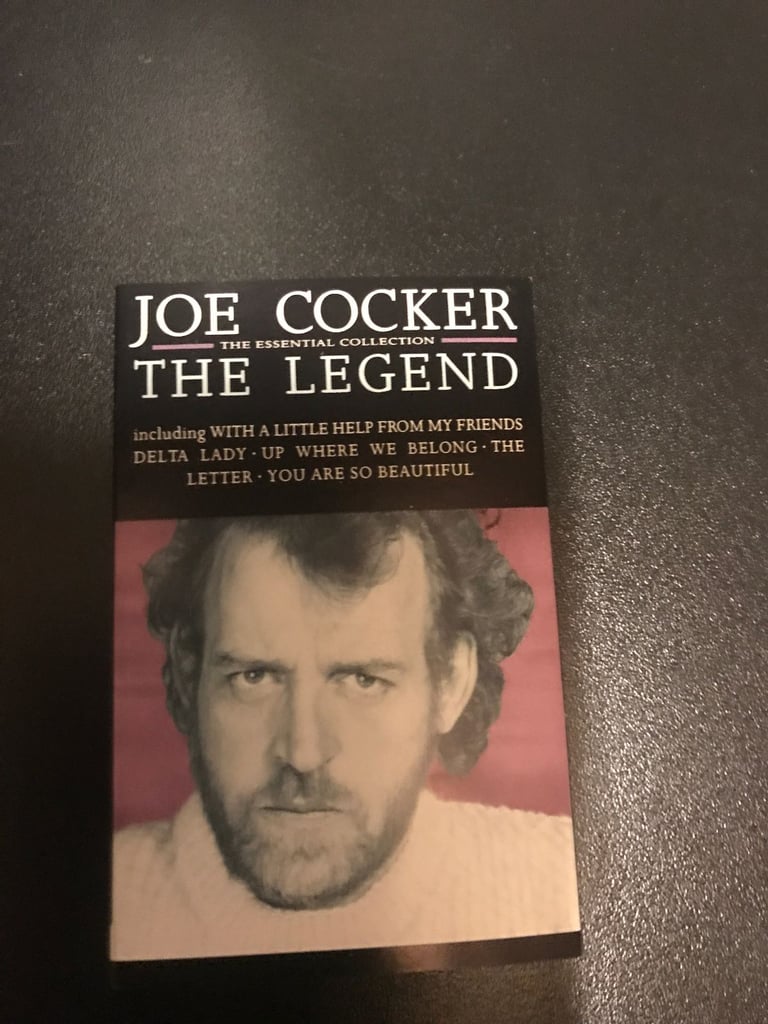 JOE COCKER
THE ESSENTIAL COLLECTION
THE LEGEND
including WITH A LITTLE HELP FROM MY FRIENDS
DELTA LADY · UP WHERE WE BELONG · THE
LETTER · YOU ARE SO BEAUTIFUL